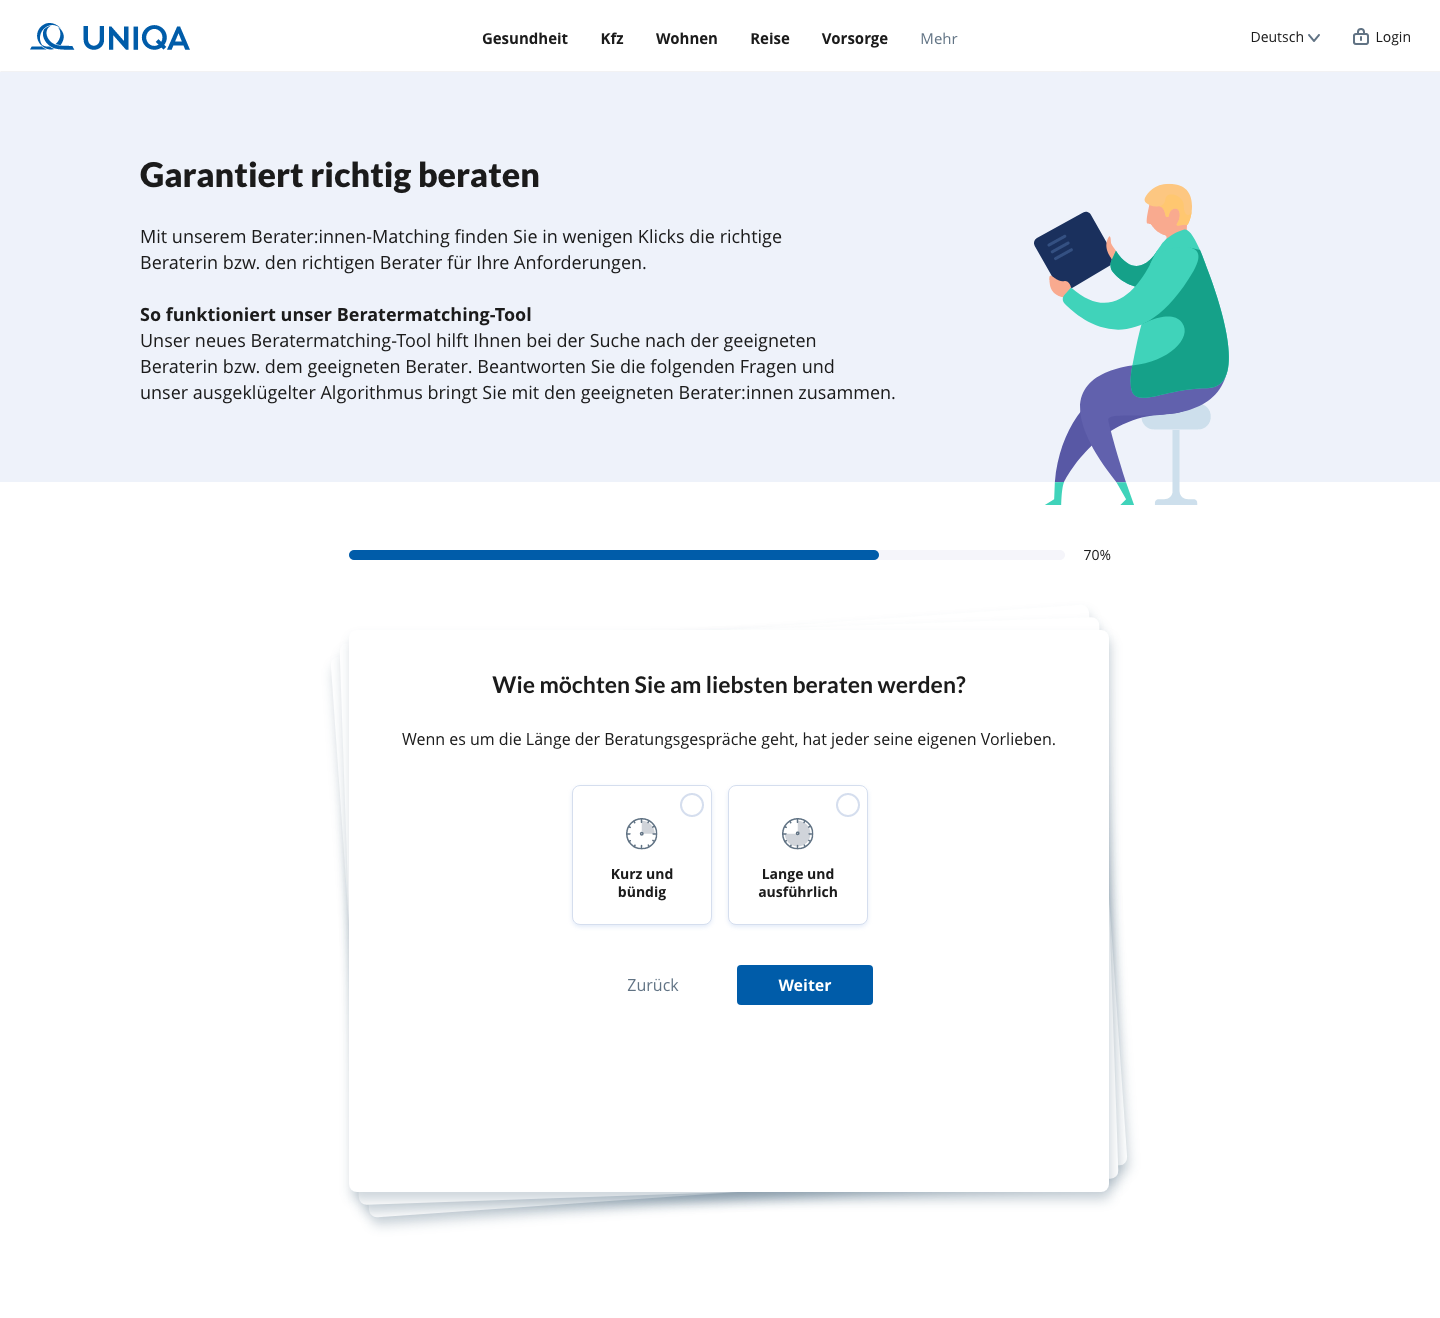 UNIQA
Gesundheit Kfz Wohnen Reise Vorsorge Mehr
Deutsch Login
Garantiert richtig beraten
Mit unserem Berater:innen-Matching finden Sie in wenigen Klicks die richtige
Beraterin bzw. den richtigen Berater für Ihre Anforderungen.
So funktioniert unser Beratermatching-Tool
Unser neues Beratermatching-Tool hilft Ihnen bei der Suche nach der geeigneten
Beraterin bzw. dem geeigneten Berater. Beantworten Sie die folgenden Fragen und
unser ausgeklügelter Algorithmus bringt Sie mit den geeigneten Berater:innen zusammen.
70%
Wie möchten Sie am liebsten beraten werden?
Wenn es um die Länge der Beratungsgespräche geht, hat jeder seine eigenen Vorlieben.
Kurz und
bündig
Lange und
ausführlich
Zurück Weiter